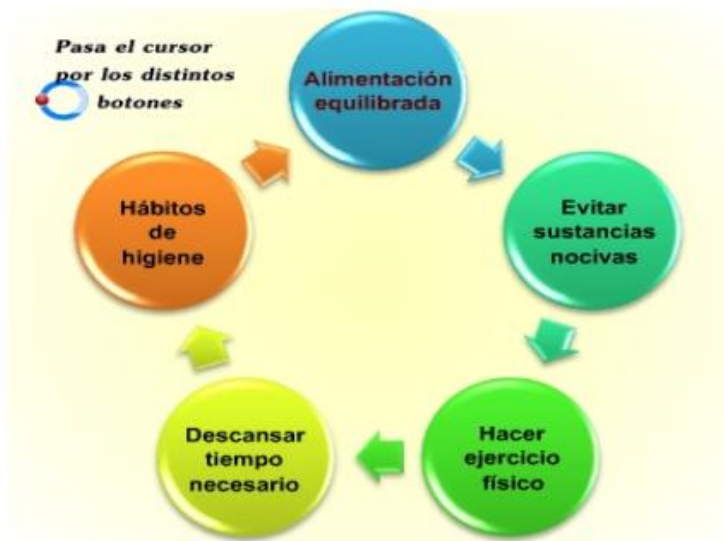 Pasa el cursor
por los distintos
botones
Alimentación
equilibrada
Evitar
sustancias
nocivas
Hacer
ejercicio
físico
Descansar
tiempo
necesario
Hábitos
de
higiene